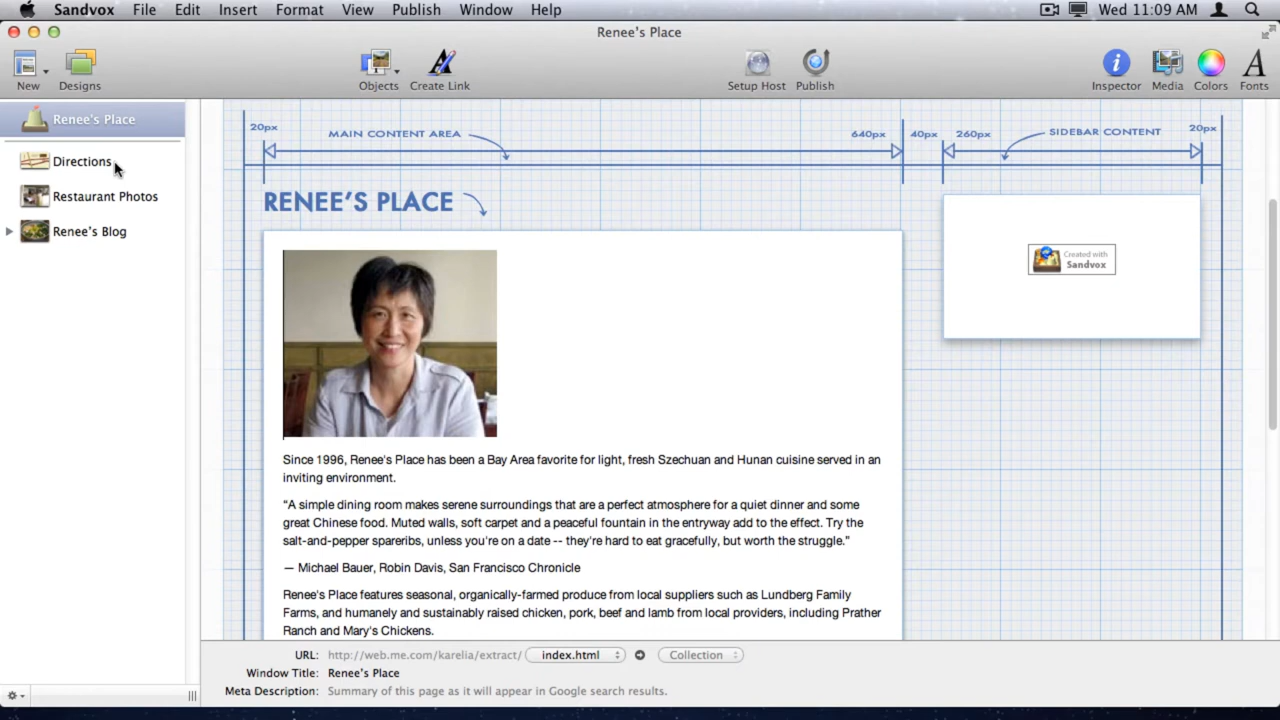 Sandvox File Edit Insert Format View Publish Window Help Wed 11:09 AM
Renee's Place
New Designs Objects Create Link Setup Host Publish Inspector Media Colors Fonts
Renee's Place
Directions
Restaurant Photos
Renee's Blog
20px MAIN CONTENT AREA 640px 40px 260px SIDEBAR CONTENT 20px
RENEE'S PLACE
Created with
Sandvox
Since 1996, Renee's Place has been a Bay Area favorite for light, fresh Szechuan and Hunan cuisine served in an
inviting environment.
“A simple dining room makes serene surroundings that are a perfect atmosphere for a quiet dinner and some
great Chinese food. Muted walls, soft carpet and a peaceful fountain in the entryway add to the effect. Try the
salt-and-pepper spareribs, unless you're on a date -- they're hard to eat gracefully, but worth the struggle.”
— Michael Bauer, Robin Davis, San Francisco Chronicle
Renee's Place features seasonal, organically-farmed produce from local suppliers such as Lundberg Family
Farms, and humanely and sustainably raised chicken, pork, beef and lamb from local providers, including Prather
Ranch and Mary's Chickens.
URL: http://web.me.com/karelia/extract/ index.html Collection
Window Title: Renee's Place
Meta Description: Summary of this page as it will appear in Google search results.